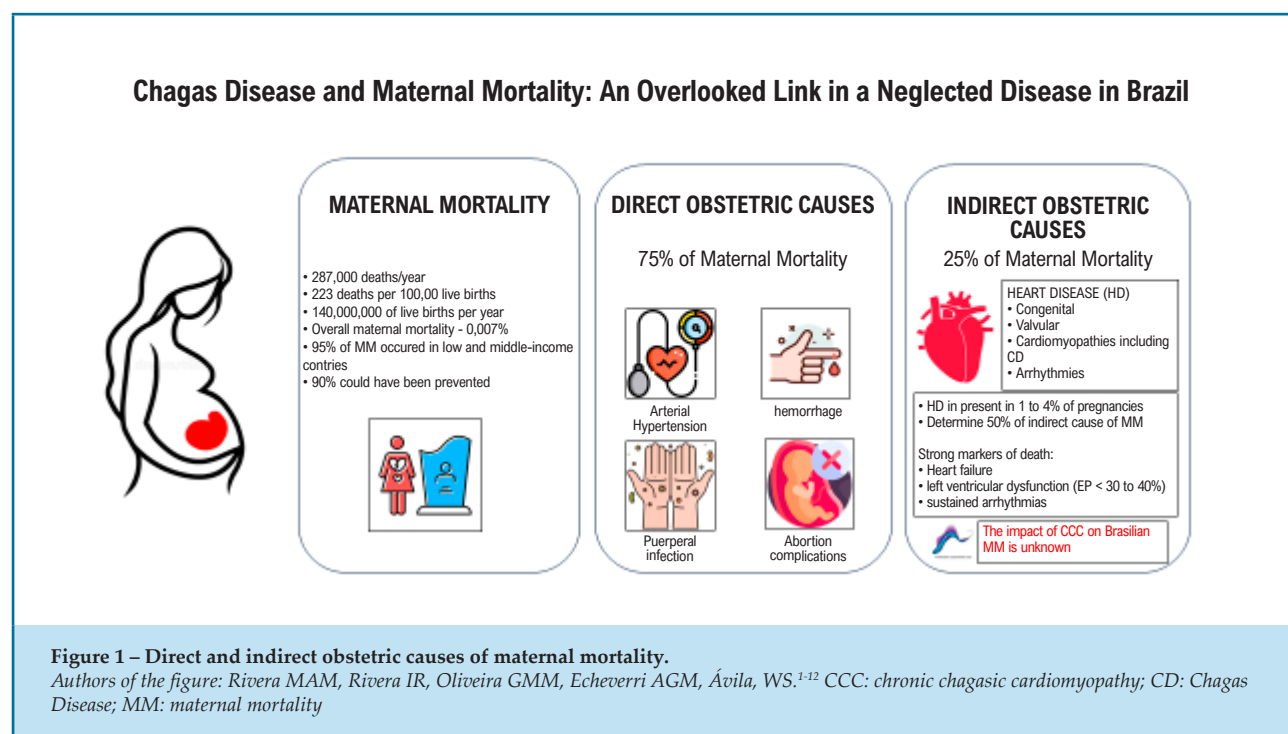 Chagas Disease and Maternal Mortality: An Overlooked Link in a Neglected Disease in Brazil
MATERNAL MORTALITY
• 287,000 deaths/year
• 223 deaths per 100,00 live births
• 140,000,000 of live births per year
• Overall maternal mortality - 0,007%
• 95% of MM occured in low and middle-income
contries
• 90% could have been prevented
DIRECT OBSTETRIC CAUSES
75% of Maternal Mortality
Arterial
Hypertension
hemorrhage
Puerperal
infection
Abortion
complications
INDIRECT OBSTETRIC
CAUSES
25% of Maternal Mortality
HEART DISEASE (HD)
• Congenital
• Valvular
• Cardiomyopathies including
CD
• Arrhythmies
• HD in present in 1 to 4% of pregnancies
• Determine 50% of indirect cause of MM
Strong markers of death:
• Heart failure
• left ventricular dysfunction (EP < 30 to 40%)
• sustained arrhythmias
The impact of CCC on Brasilian
MM is unknown
Figure 1 – Direct and indirect obstetric causes of maternal mortality.
Authors of the figure: Rivera MAM, Rivera IR, Oliveira GMM, Echeverri AGM, Ávila, WS.1-12 CCC: chronic chagasic cardiomyopathy; CD: Chagas
Disease; MM: maternal mortality